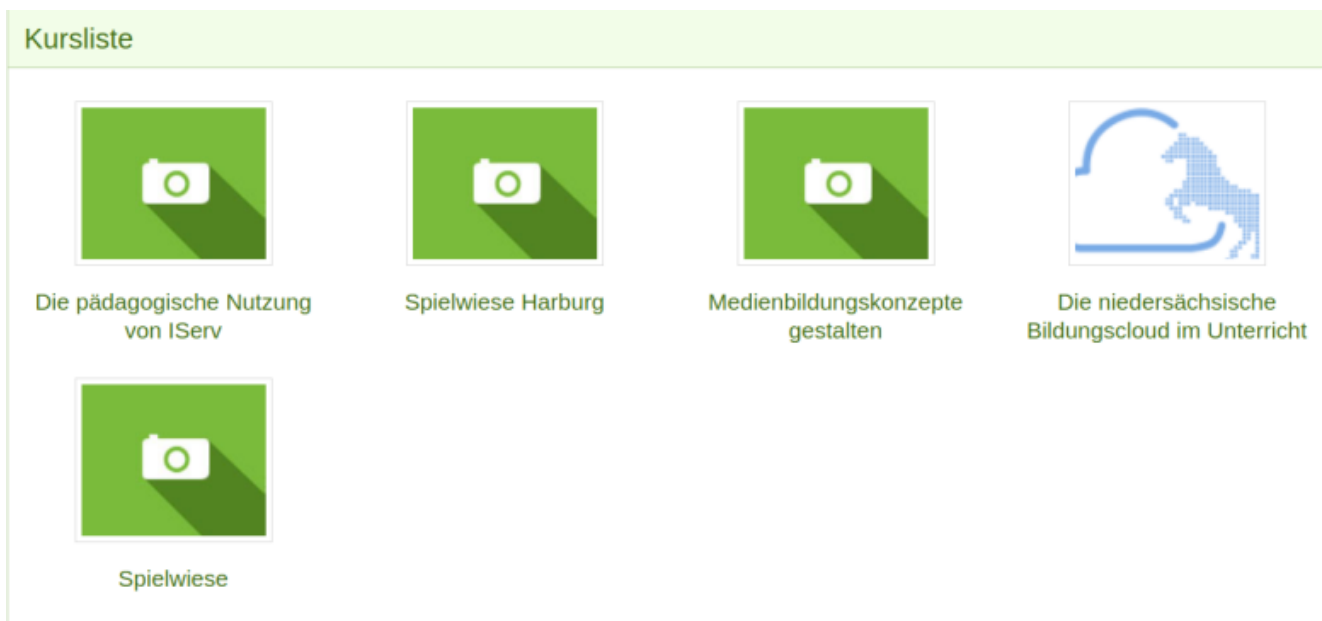 Kursliste
Die pädagogische Nutzung
von IServ
Spielwiese Harburg
Medienbildungskonzepte
gestalten
Die niedersächsische
Bildungscloud im Unterricht
Spielwiese